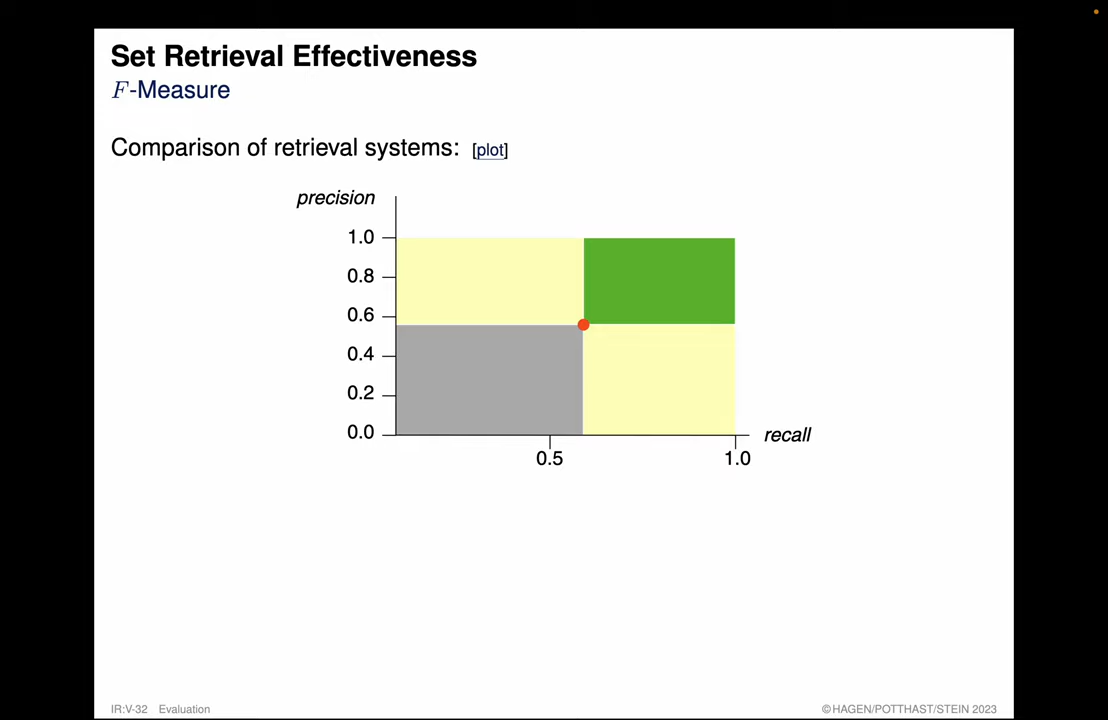 Set Retrieval Effectiveness
F-Measure
Comparison of retrieval systems: [plot]
precision
1.0
0.8
0.6
0.4
0.2
0.0
recall
0.5 1.0
IR:V-32 Evaluation ©HAGEN/POTTHAST/STEIN 2023